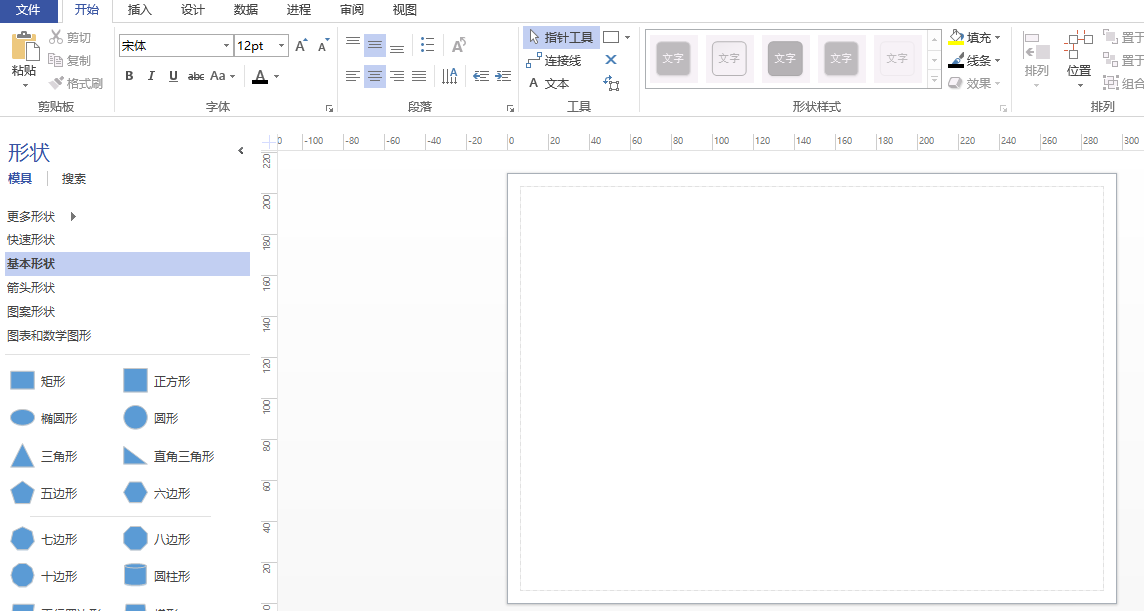 文件 开始 插入 设计 数据 进程 审阅 视图
剪切
复制
格式刷
粘贴
剪贴板
宋体 12pt A A
B I U abc Aa A
字体
A
段落
指针工具
连接线
A 文本
工具
文字 文字 文字 文字 文字
形状样式
填充
线条
效果
排列 位置
置于
置于
组合
排列
形状
模具 搜索
更多形状
快速形状
基本形状
箭头形状
图案形状
图表和数学图形
矩形 正方形
椭圆形 圆形
三角形 直角三角形
五边形 六边形
七边形 八边形
十边形 圆柱形
0 -100 -80 -60 -40 -20 0 20 40 60 80 100 120 140 160 180 200 220 240 260 280 300
220
200
180
160
140
120
100
80
60
40
20
0